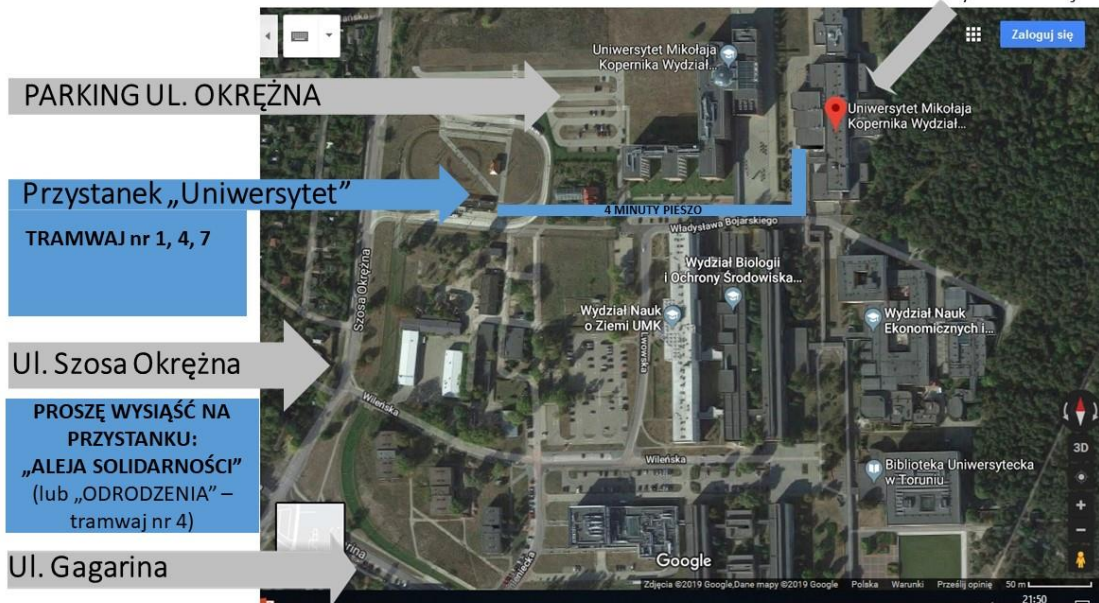 Zaloguj się
Uniwersytet Mikołaja
Kopernika Wydział...
PARKING UL. OKRĘŻNA
Uniwersytet Mikołaja
Kopernika Wydział...
Przystanek „Uniwersytet”
4 MINUTY PIESZO
TRAMWAJ nr 1, 4, 7
Władysława Bojarskiego
Szosa Okrężna
Wydział Biologii
i Ochrony Środowiska...
Wydział Nauk
o Ziemi UMK
Wydział Nauk
Ekonomicznych i...
Lwowska
Ul. Szosa Okrężna
Wileńska
PROSZĘ WYSIĄŚĆ NA
PRZYSTANKU:
„ALEJA SOLIDARNOŚCI”
(lub „ODRODZENIA” –
tramwaj nr 4)
3D
Wileńska
Biblioteka Uniwersytecka
w Toruniu
Ul. Gagarina
Google
Zdjęcia ©2019 Google,Dane mapy ©2019 Google Polska Warunki Prześlij opinię 50 m
21:50